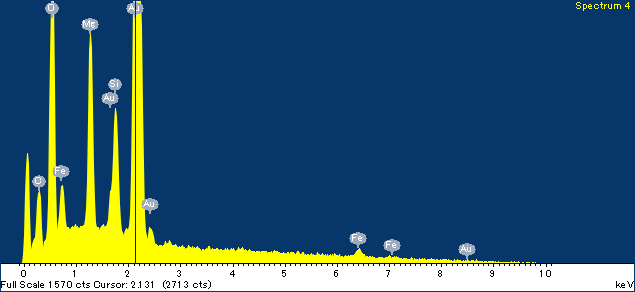 Spectrum 4
O
Au
Mg
Si
Au
Fe
C
Au
Fe
Fe
Au
0 1 2 3 4 5 6 7 8 9 10
Full Scale 1570 cts Cursor: 2.131 (2713 cts) keV